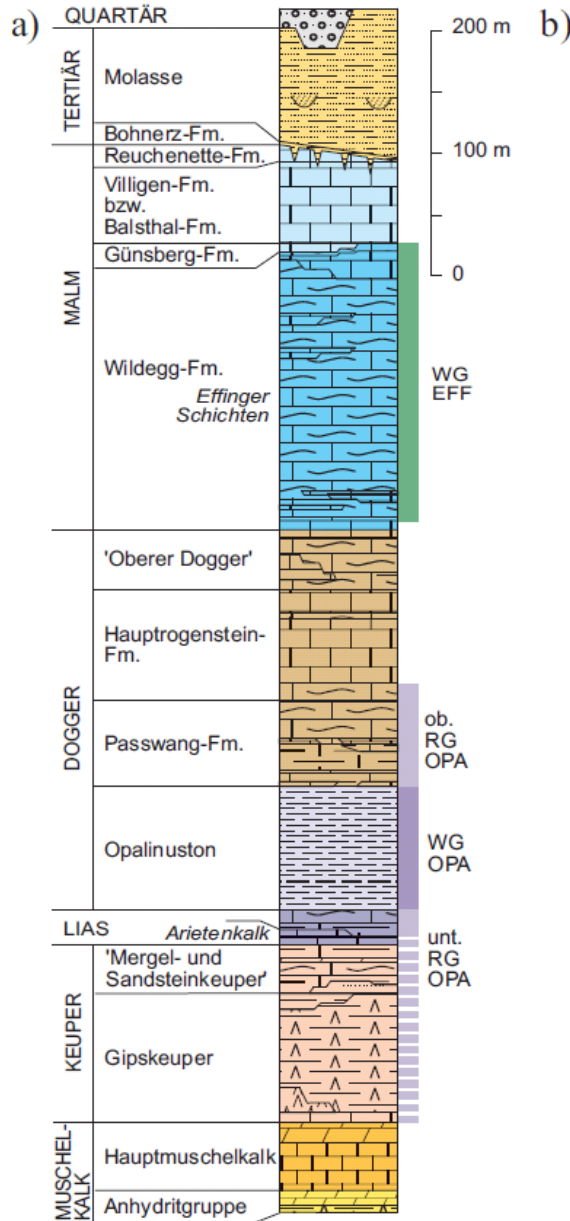 a)
b)
QUARTÄR
200 m
TERTIÄR
Molasse
Bohnerz-Fm.
100 m
MALM
Reuchenette-Fm.
Villigen-Fm.
bzw.
Balsthal-Fm.
Günsberg-Fm.
0
Wildegg-Fm.
Effinger
Schichten
WG
EFF
DOGGER
'Oberer Dogger'
Hauptrogenstein-
Fm.
Passwang-Fm.
ob.
RG
OPA
Opalinuston
WG
OPA
LIAS
Arietenkalk
unt.
RG
OPA
KEUPER
'Mergel- und
Sandsteinkeuper'
Gipskeuper
MUSCHEL-
KALK
Hauptmuschelkalk
Anhydritgruppe